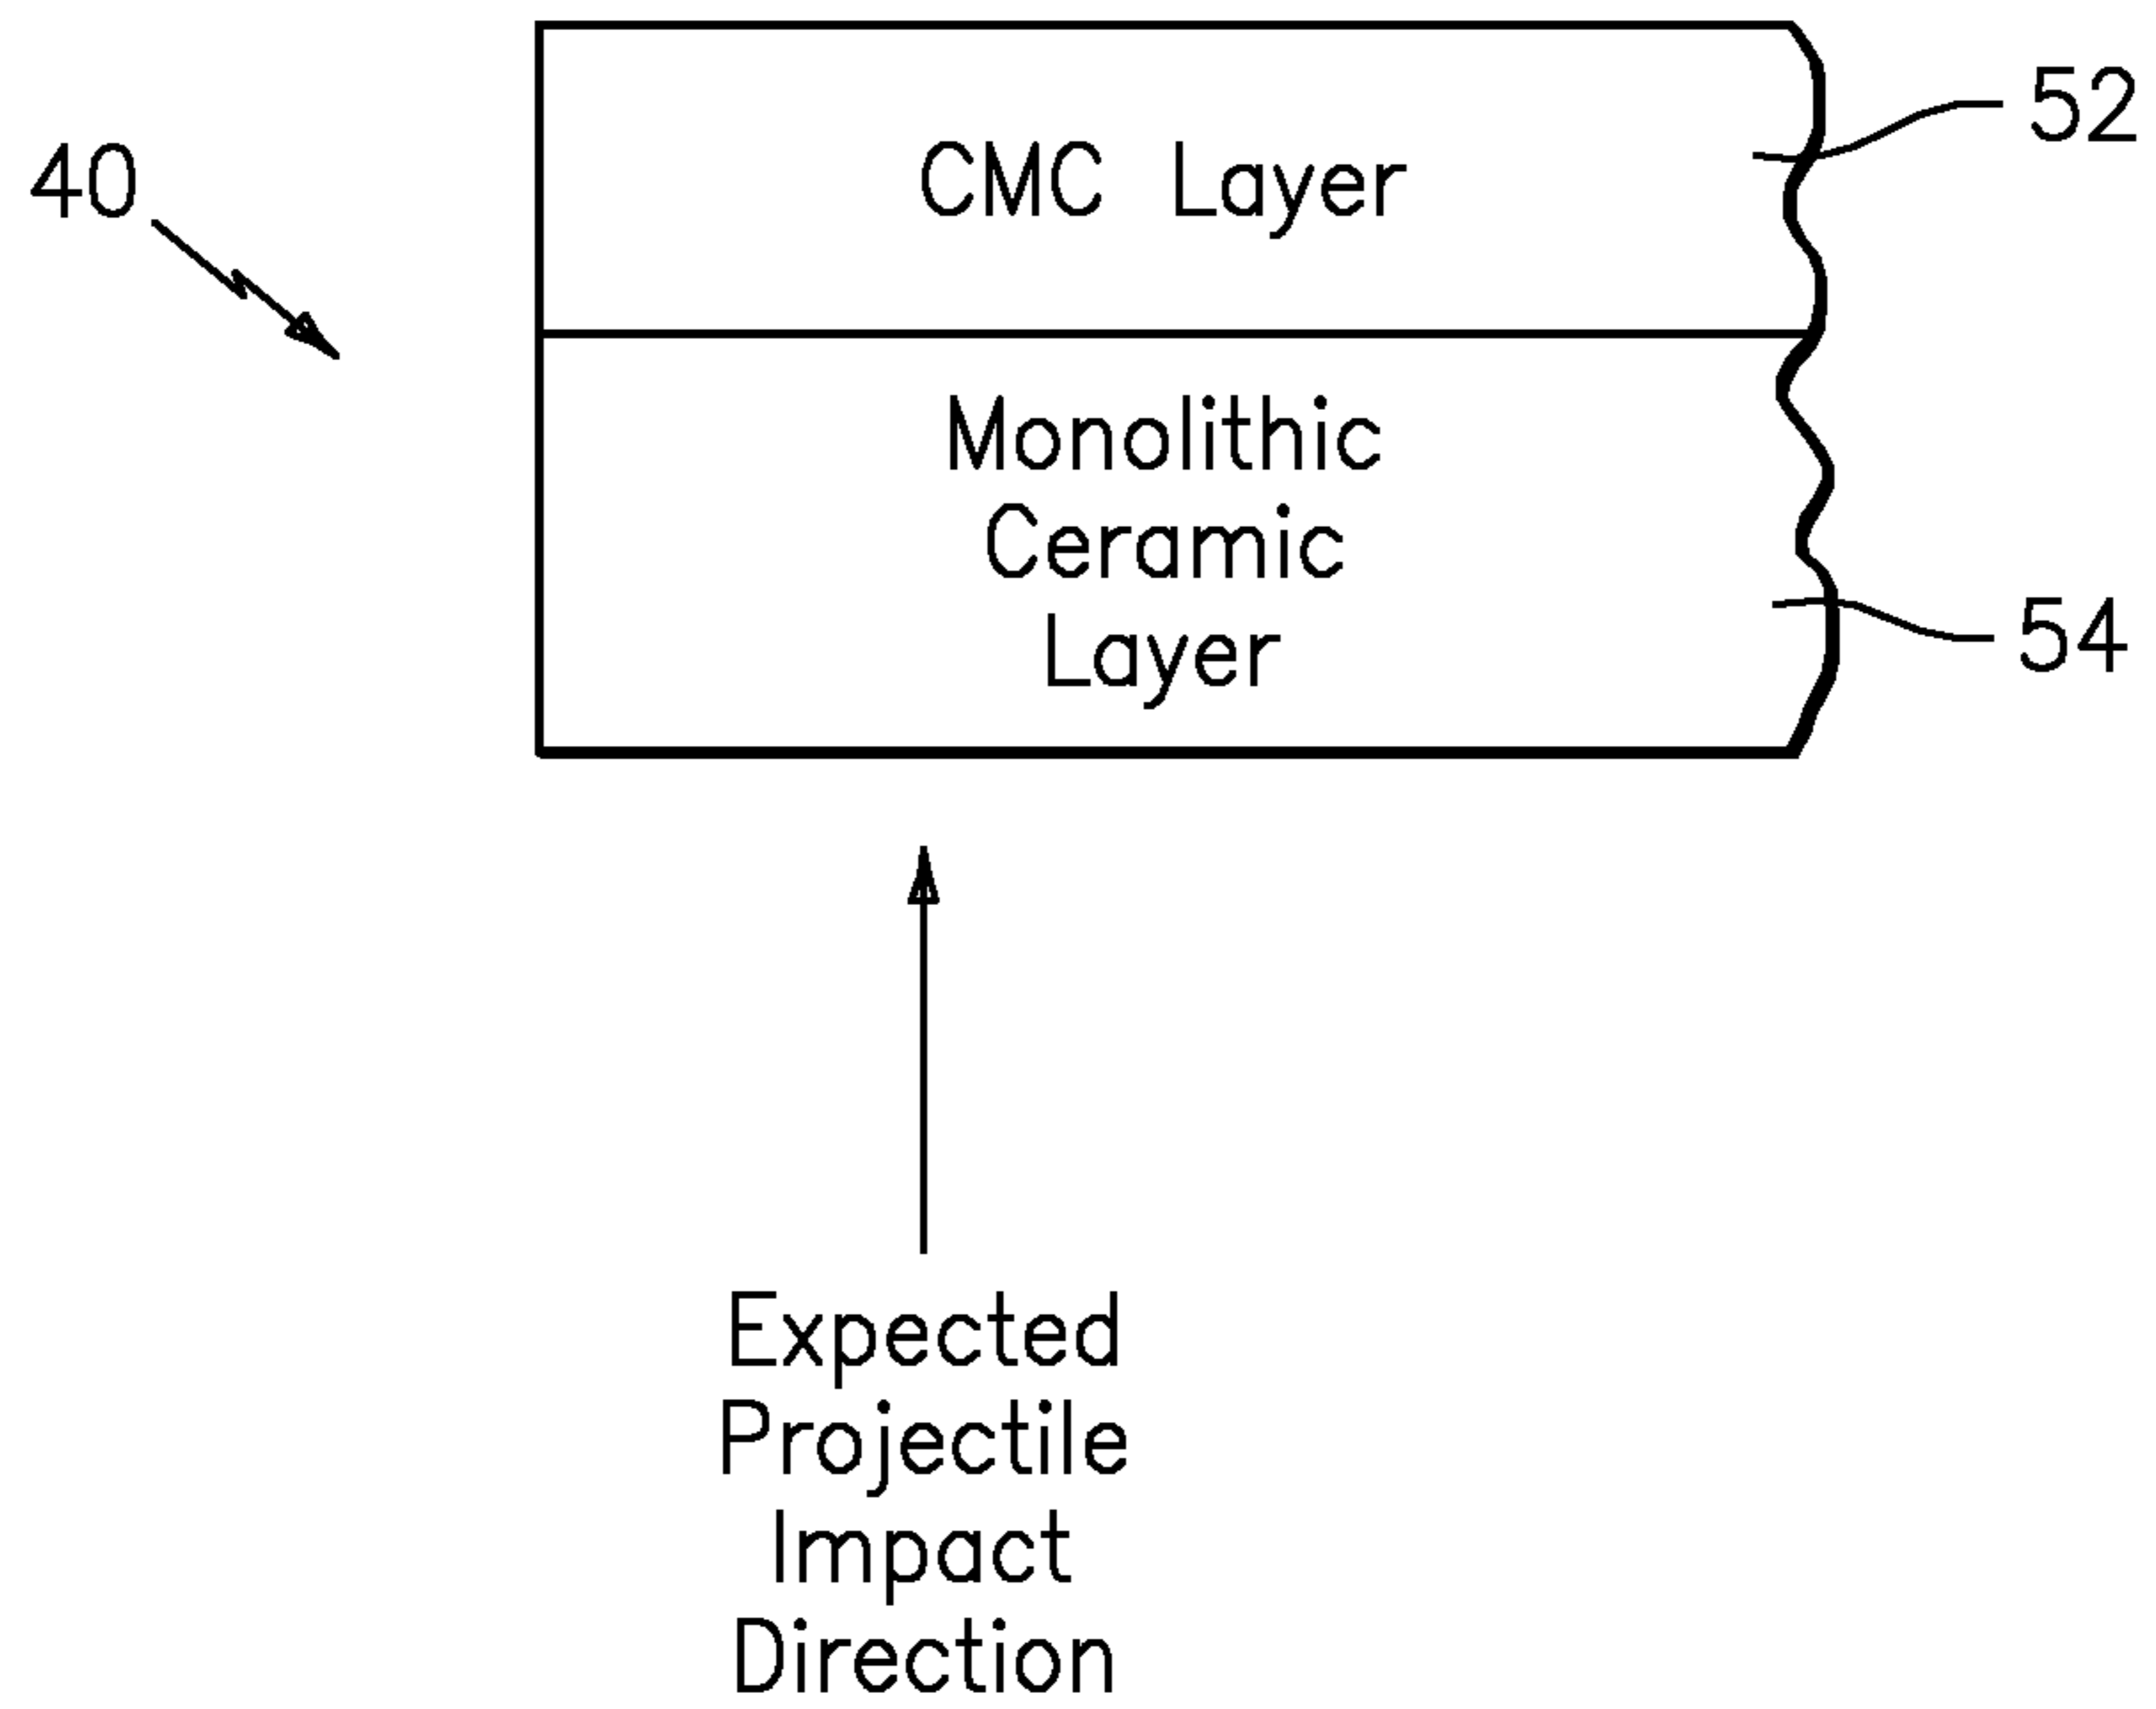 40
CMC Layer
52
Monolithic
Ceramic
Layer
54
Expected
Projectile
Impact
Direction